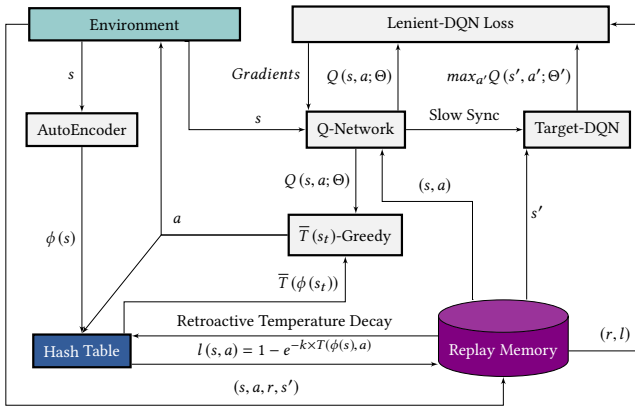 Environment
Lenient-DQN Loss
s
Gradients
Q(s, a; Θ)
max_{a′}Q(s′, a′; Θ′)
AutoEncoder
s
Q-Network
Slow Sync
Target-DQN
Q(s, a; Θ)
(s, a)
a
s′
ϕ(s)
T̅(s_t)-Greedy
T̅(ϕ(s_t))
Retroactive Temperature Decay
Hash Table
l(s, a) = 1 − e^{−k×T(ϕ(s),a)}
Replay Memory
(r, l)
(s, a, r, s′)